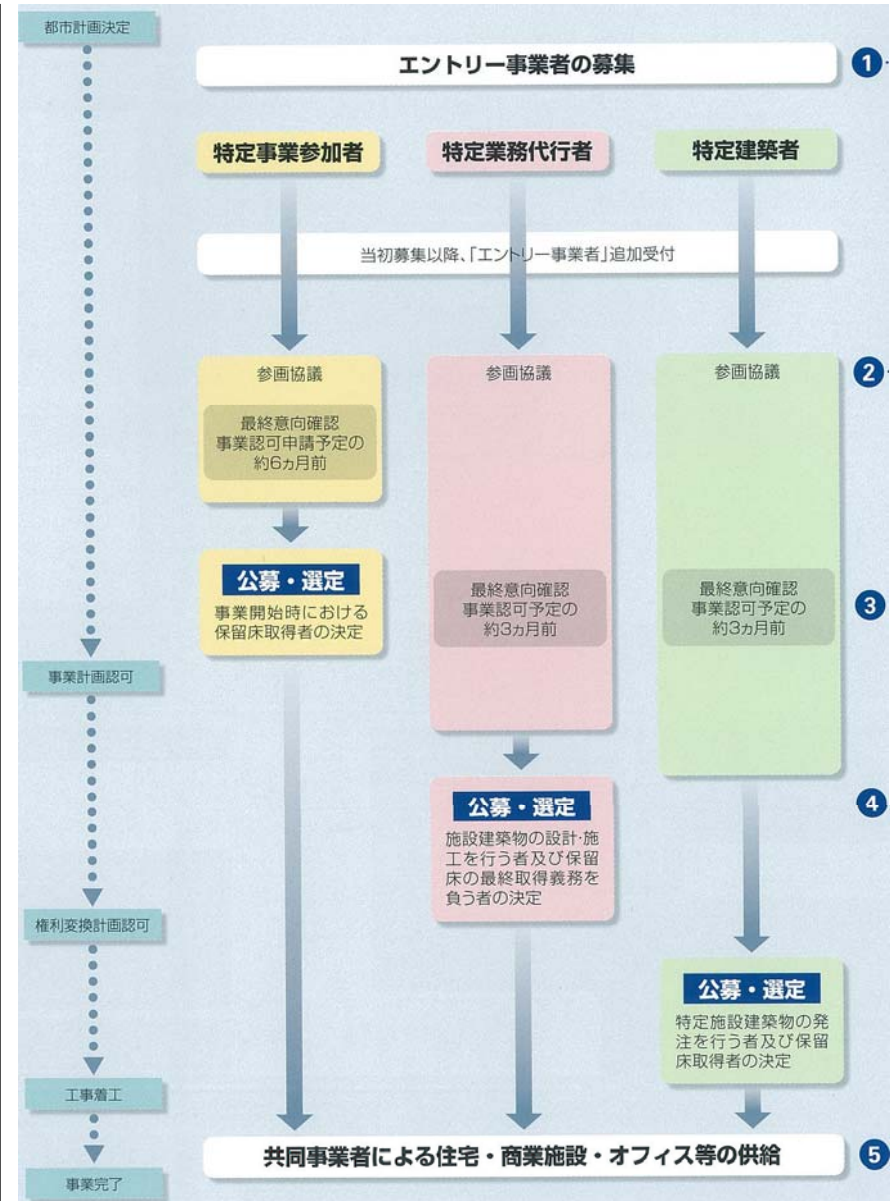 都市計画決定
エントリー事業者の募集
1
特定事業参加者
特定業務代行者
特定建築者
当初募集以降、「エントリー事業者」追加受付
参画協議
最終意向確認
事業認可申請予定の
約6ヵ月前
公募・選定
事業開始時における
保留床取得者の決定
参画協議
最終意向確認
事業認可予定の
約3ヵ月前
参画協議
最終意向確認
事業認可予定の
約3ヵ月前
2
3
事業計画認可
公募・選定
施設建築物の設計・施
工を行う者及び保留
床の最終取得義務を
負う者の決定
4
権利変換計画認可
公募・選定
特定施設建築物の発
注を行う者及び保留
床取得者の決定
工事着工
共同事業者による住宅・商業施設・オフィス等の供給
5
事業完了